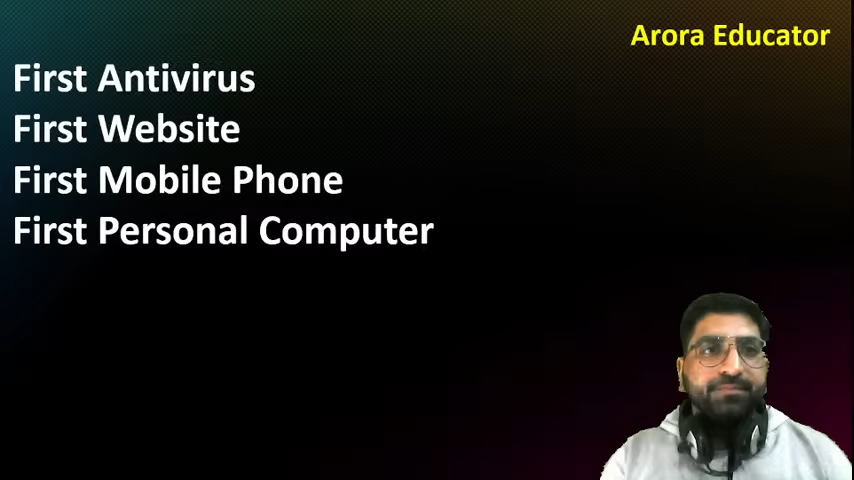 Arora Educator
First Antivirus
First Website
First Mobile Phone
First Personal Computer